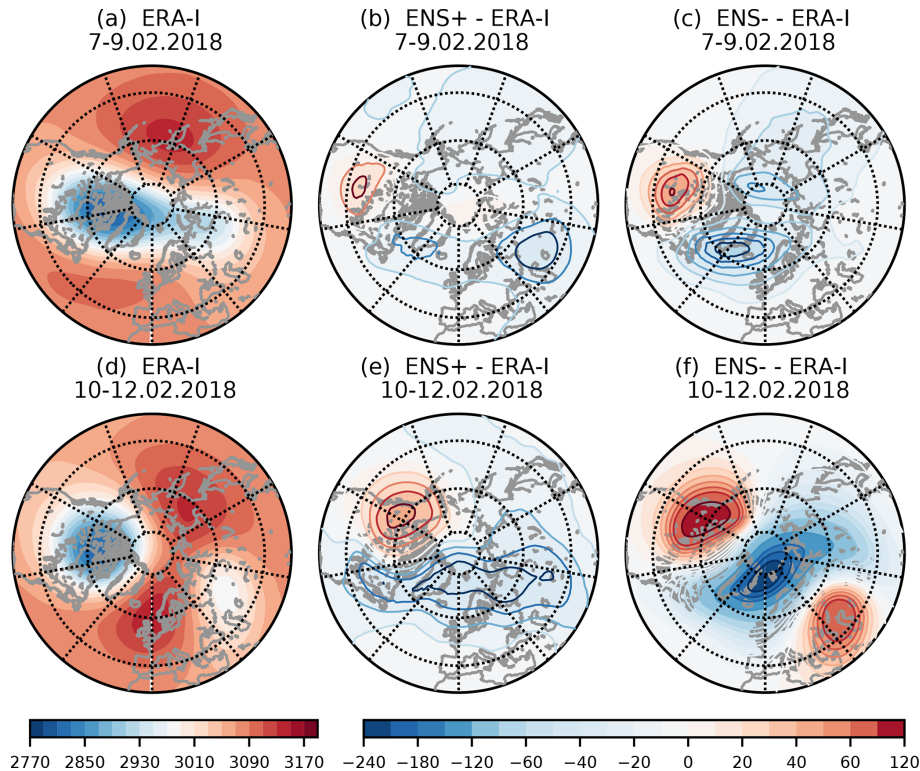 (a) ERA-I
7-9.02.2018
(b) ENS+ - ERA-I
7-9.02.2018
(c) ENS- - ERA-I
7-9.02.2018
(d) ERA-I
10-12.02.2018
(e) ENS+ - ERA-I
10-12.02.2018
(f) ENS- - ERA-I
10-12.02.2018
2770 2850 2930 3010 3090 3170
−240 −180 −120 −60 −20 0 20 40 60 120